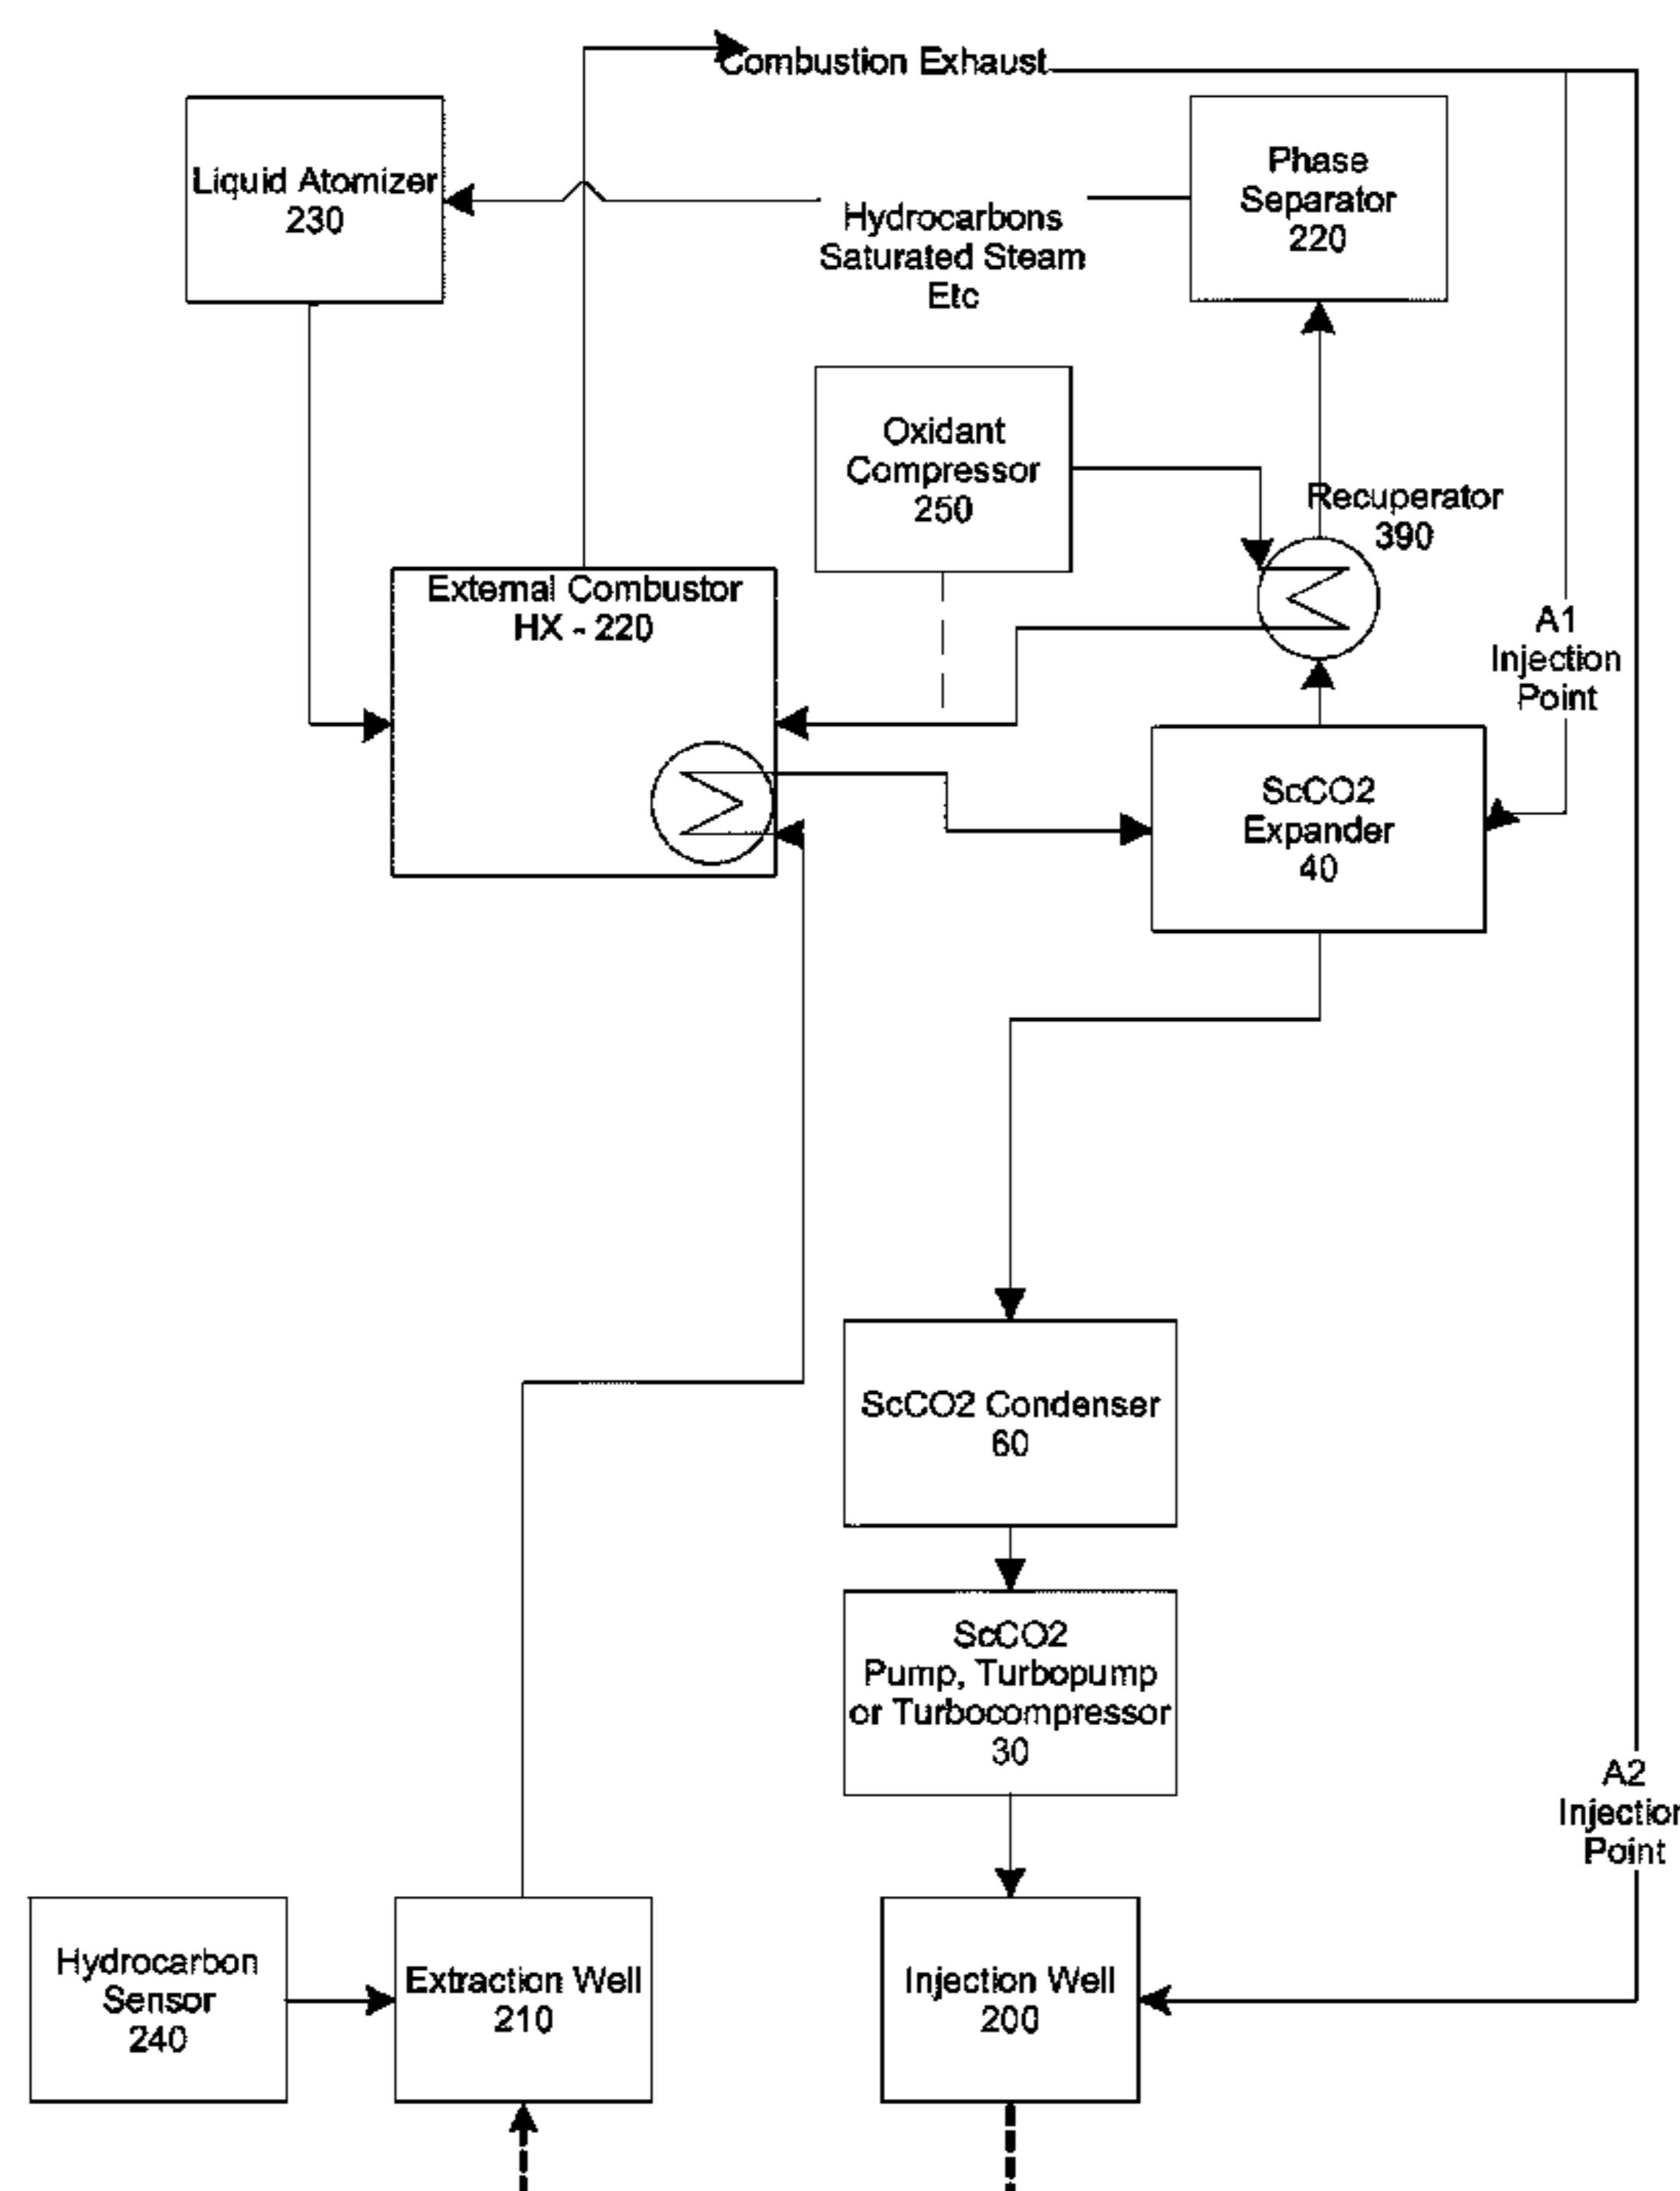 Combustion Exhaust
Liquid Atomizer
230
Phase
Separator
220
Hydrocarbons
Saturated Steam
Etc
Oxidant
Compressor
250
Recuperator
390
External Combustor
HX - 220
A1
Injection
Point
ScCO2
Expander
40
ScCO2 Condenser
60
ScCO2
Pump, Turbopump
or Turbocompressor
30
A2
Injection
Point
Hydrocarbon
Sensor
240
Extraction Well
210
Injection Well
200